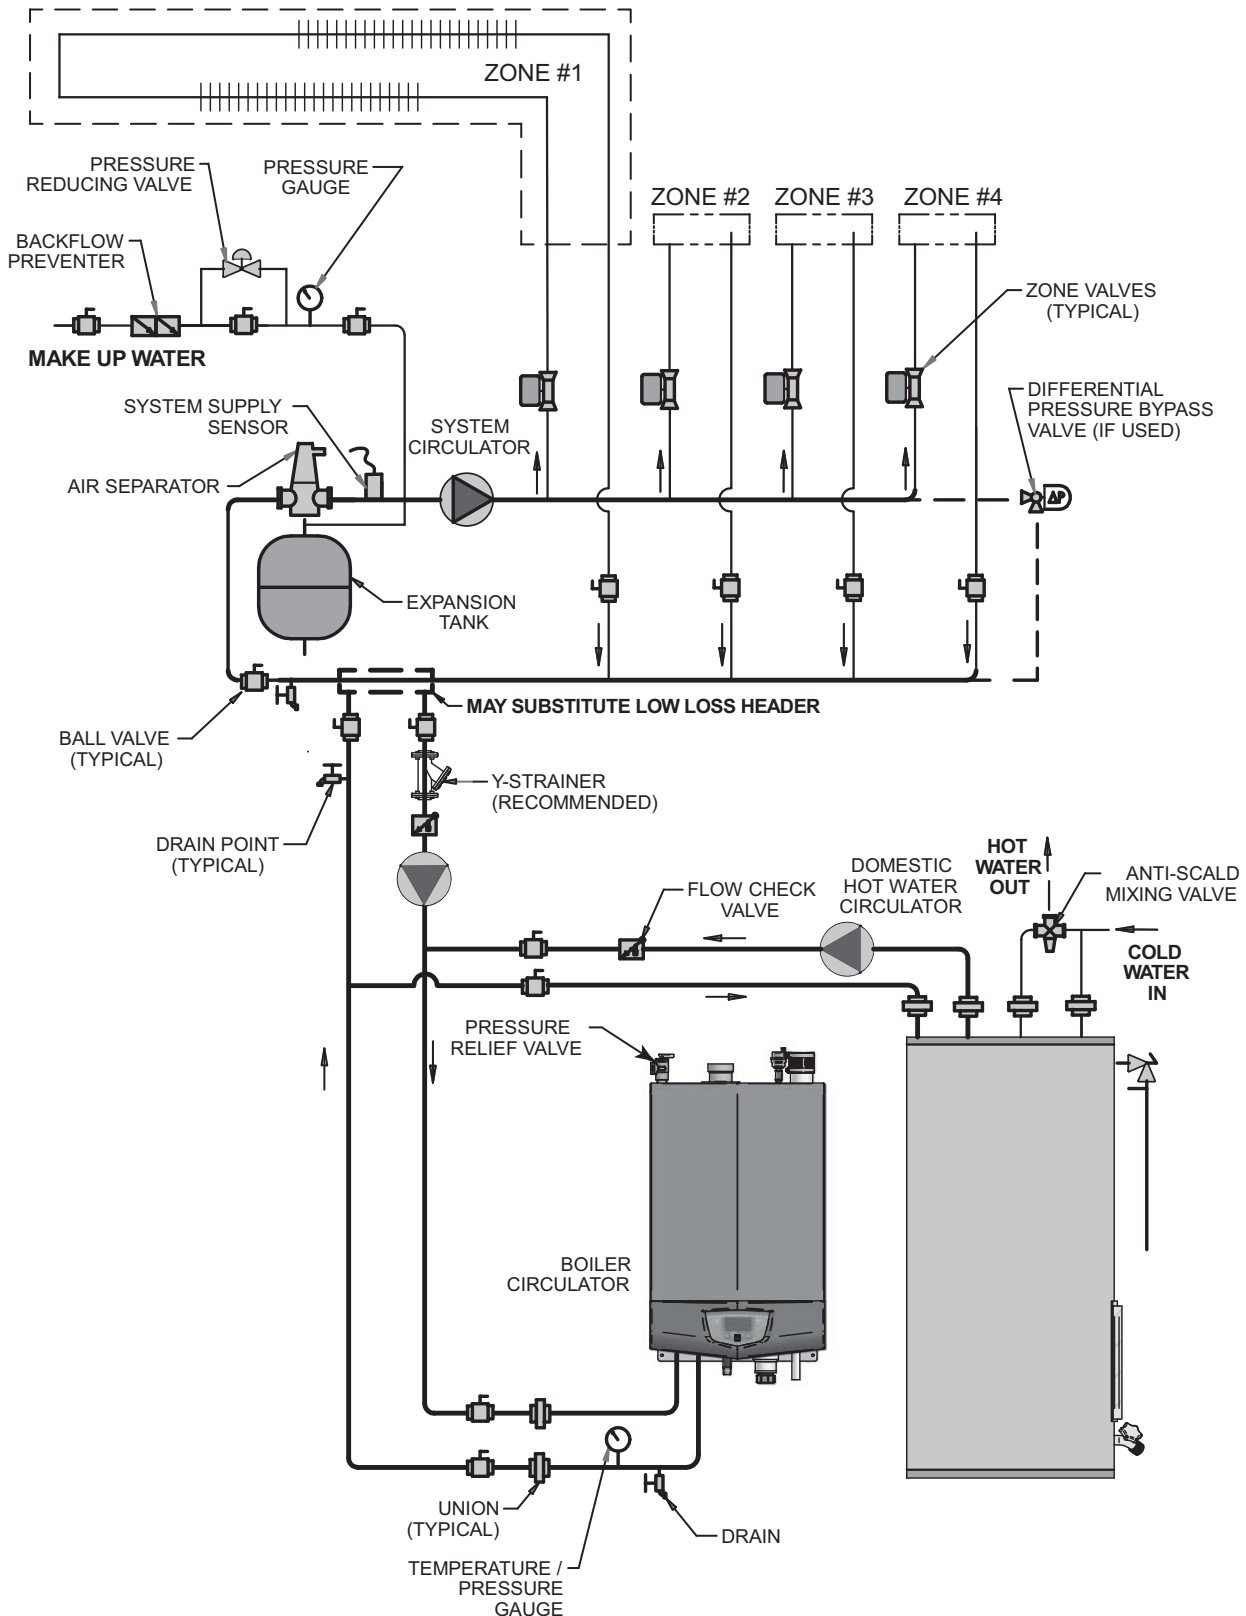 ZONE #1
PRESSURE
REDUCING VALVE
PRESSURE
GAUGE
ZONE #2
ZONE #3
ZONE #4
BACKFLOW
PREVENTER
ZONE VALVES
(TYPICAL)
MAKE UP WATER
SYSTEM SUPPLY
SENSOR
SYSTEM
CIRCULATOR
DIFFERENTIAL
PRESSURE BYPASS
VALVE (IF USED)
AIR SEPARATOR
ΔP
EXPANSION
TANK
MAY SUBSTITUTE LOW LOSS HEADER
BALL VALVE
(TYPICAL)
Y-STRAINER
(RECOMMENDED)
DRAIN POINT
(TYPICAL)
FLOW CHECK
VALVE
DOMESTIC
HOT WATER
CIRCULATOR
HOT
WATER
OUT
ANTI-SCALD
MIXING VALVE
COLD
WATER
IN
PRESSURE
RELIEF VALVE
BOILER
CIRCULATOR
UNION
(TYPICAL)
DRAIN
TEMPERATURE /
PRESSURE
GAUGE